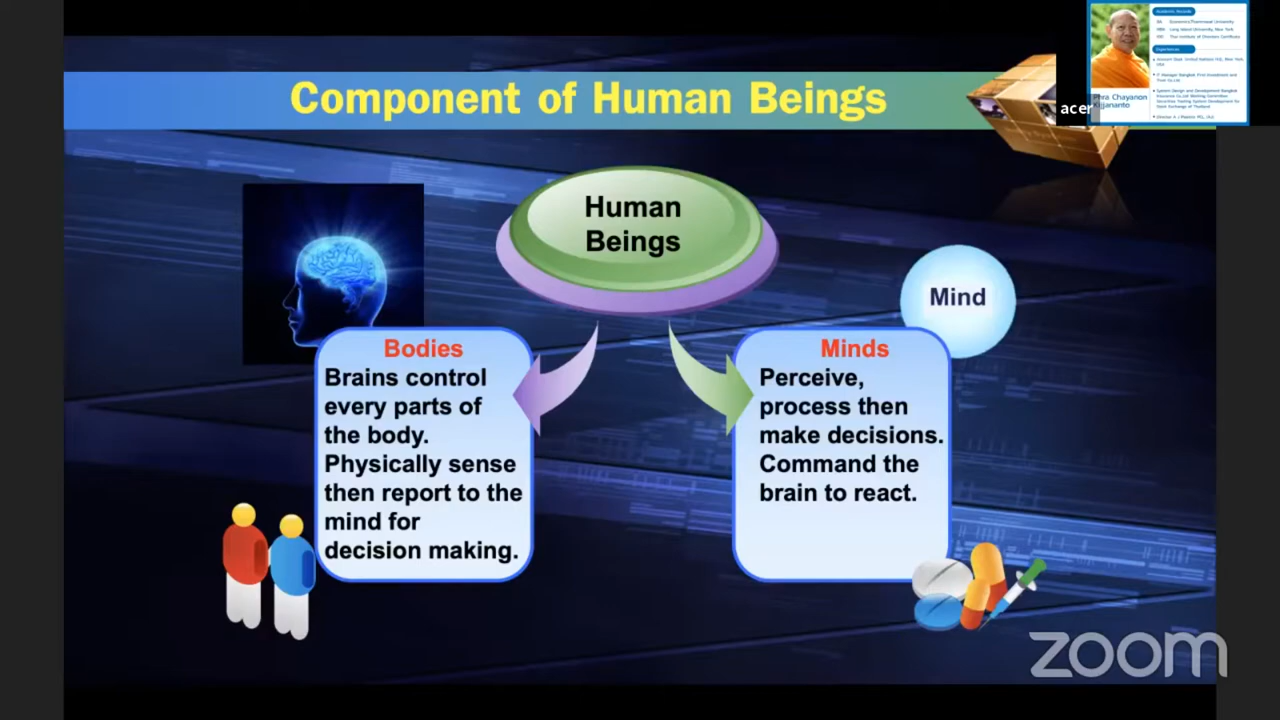 Component of Human Beings
Human
Beings
Mind
Bodies
Brains control
every parts of
the body.
Physically sense
then report to the
mind for
decision making.
Minds
Perceive,
process then
make decisions.
Command the
brain to react.
acer
Chayanon
Experiences
zoom